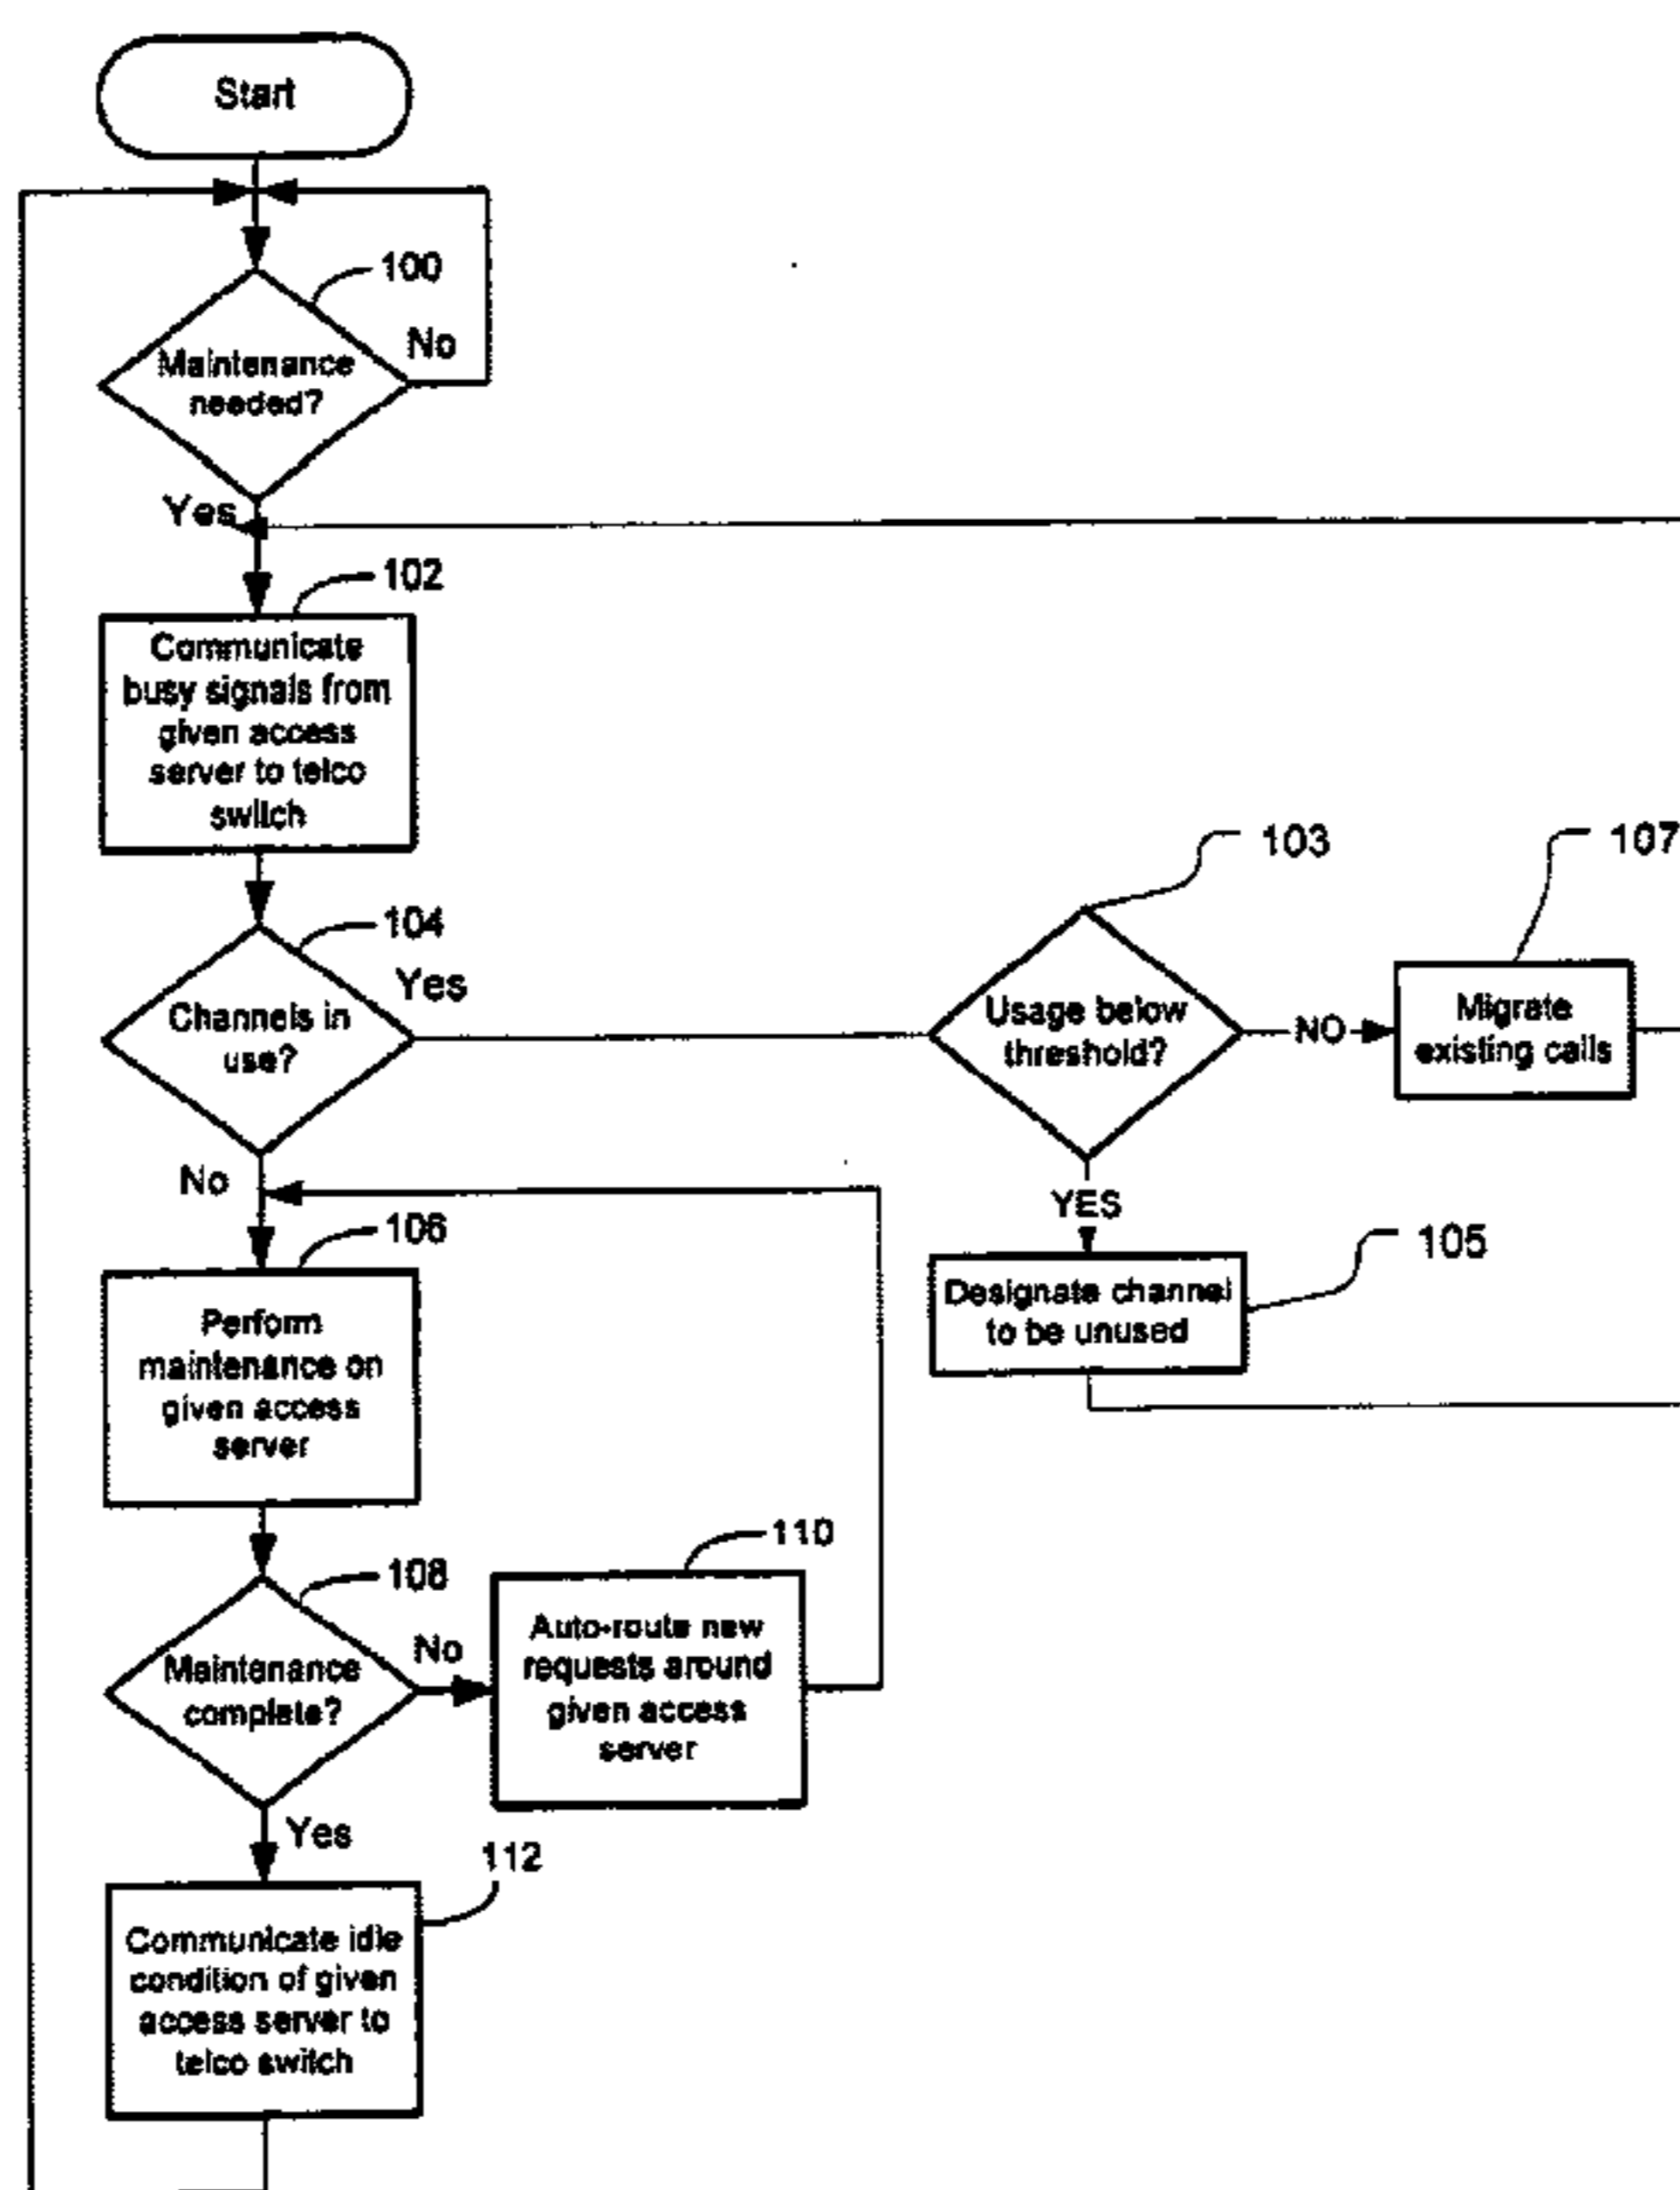 Start
100
No
Maintenance
needed?
Yes
102
Communicate
busy signals from
given access
server to telco
switch
104
Yes
Channels in
use?
103
Usage below
threshold?
NO
107
Migrate
existing calls
YES
105
Designate channel
to be unused
No
106
Perform
maintenance on
given access
server
108
No
Maintenance
complete?
110
Auto-route new
requests around
given access
server
Yes
112
Communicate idle
condition of given
access server to
telco switch